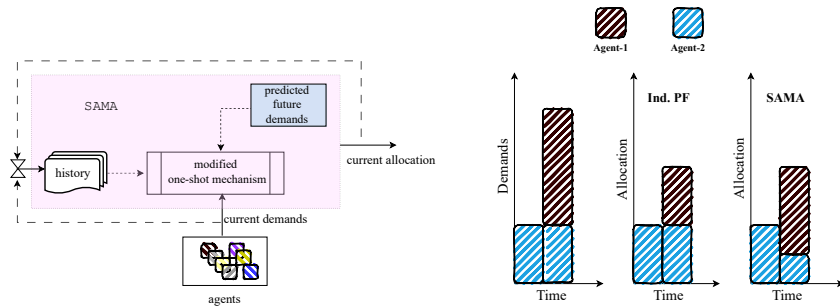 SAMA
predicted
future
demands
history
modified
one-shot mechanism
current allocation
current demands
agents
Agent-1
Agent-2
Demands
Time
Ind. PF
Allocation
Time
SAMA
Allocation
Time